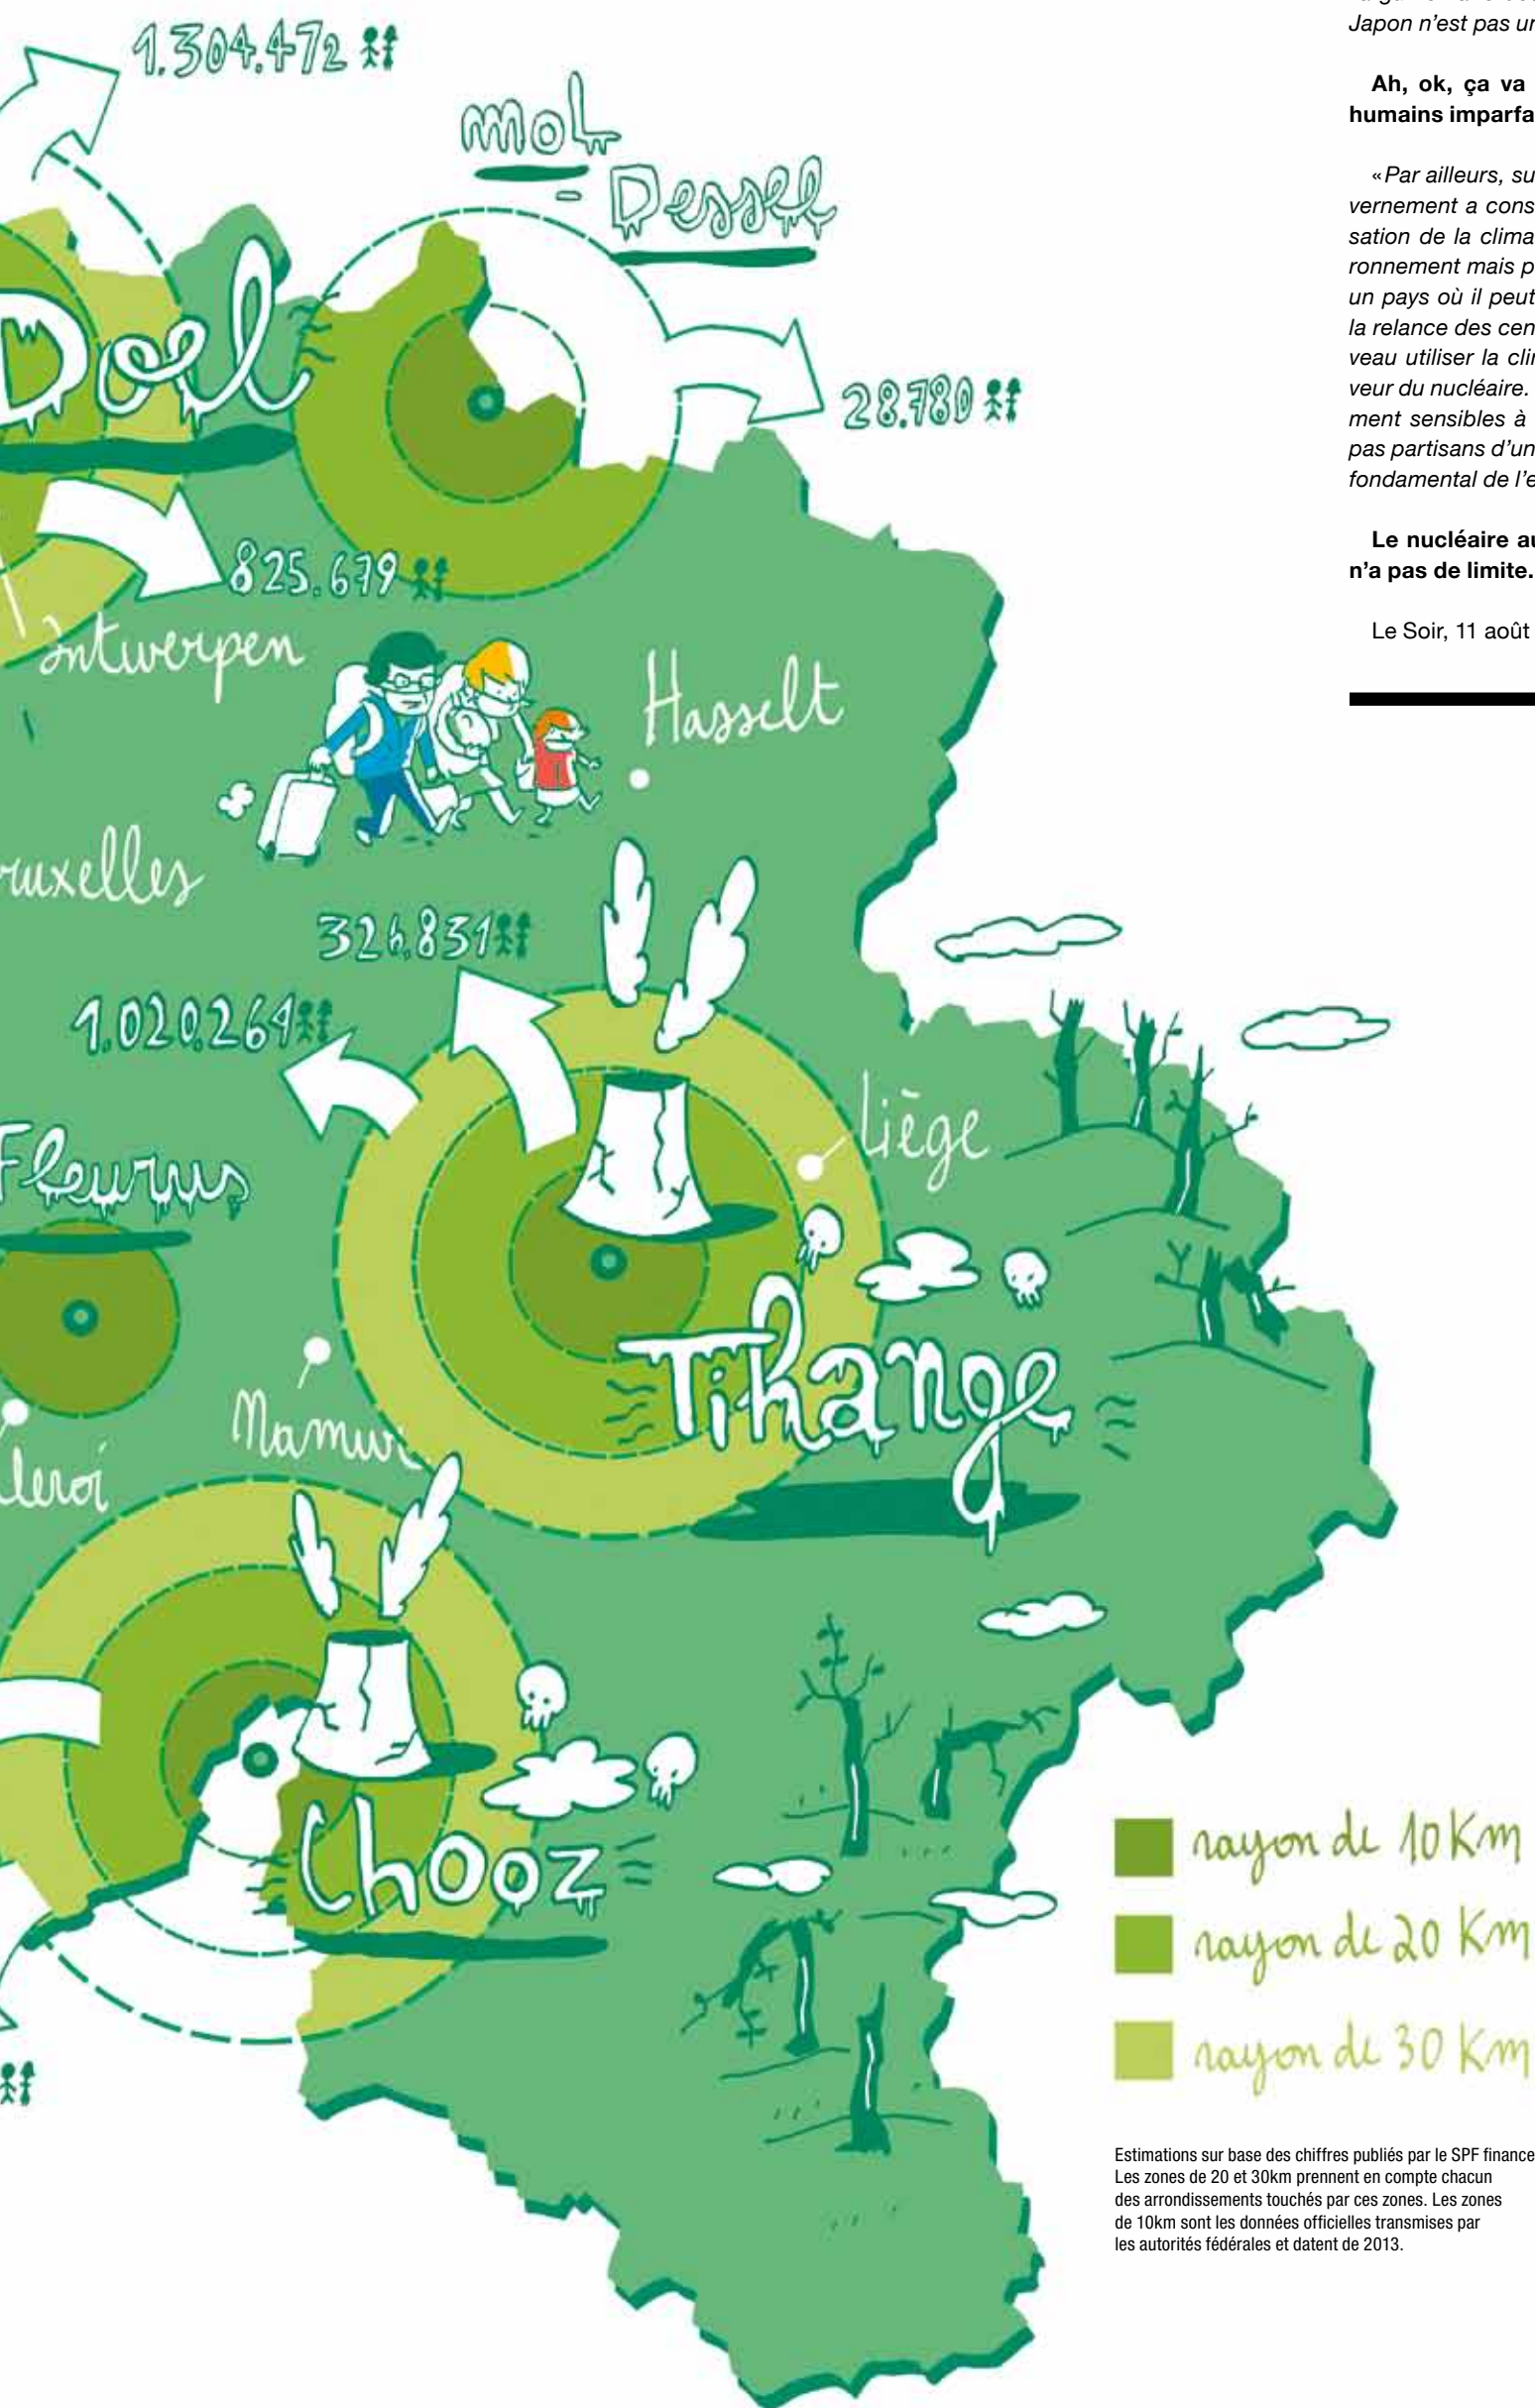 1.304.472
mol
- Dessel
Doel
28.780
825.679
Antwerpen
Hasselt
ruxelles
326.831
1.020.264
Liège
Fleurus
Tihange
Namur
leroi
Chooz
rayon de 10 Km
rayon de 20 Km
rayon de 30 Km
Estimations sur base des chiffres publiés par le SPF finance
Les zones de 20 et 30km prennent en compte chacun
des arrondissements touchés par ces zones. Les zones
de 10km sont les données officielles transmises par
les autorités fédérales et datent de 2013.
Japon n'est pas un
Ah, ok, ça va
humains imparfa
«Par ailleurs, su
vernement a cons
sation de la clima
ronnement mais p
un pays où il peut
la relance des cen
veau utiliser la cli
veur du nucléaire.
ment sensibles à
pas partisans d'un
fondamental de l'e
Le nucléaire au
n'a pas de limite.
Le Soir, 11 août